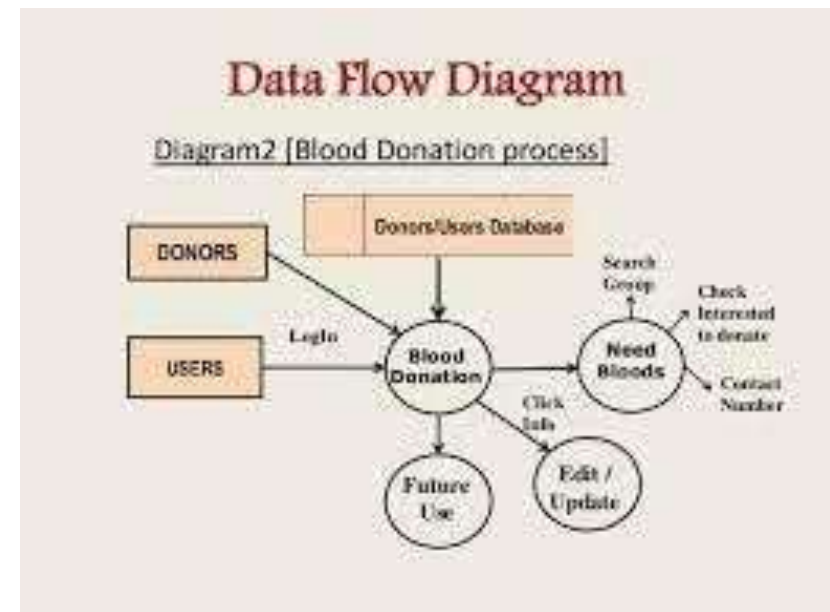 Data Flow Diagram
Diagram2 [Blood Donation process]
Donors/Users Database
DONORS
Search
Group
Check
Interested
to donate
LogIn
USERS
Blood
Donation
Need
Bloods
Contact
Number
Click
Info
Future
Use
Edit /
Update